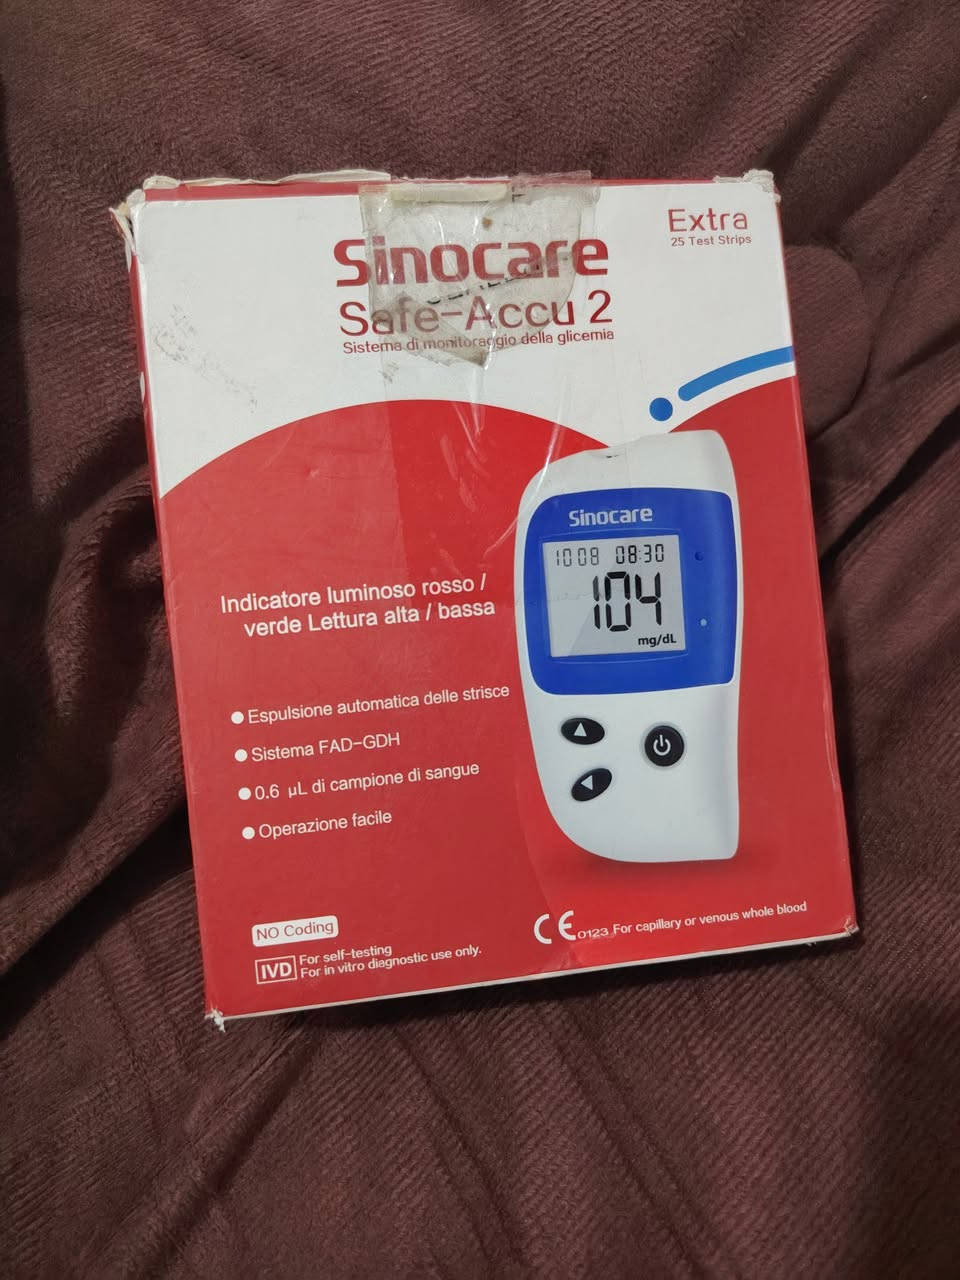 Extra
25 Test Strips
Sinocare
Safe-Accu 2
Sistema di monitoraggio della glicemia
Sinocare
1008 08:30
104
mg/dL
Indicatore luminoso rosso /
verde Lettura alta / bassa
Espulsione automatica delle strisce
Sistema FAD-GDH
0.6 µL di campione di sangue
Operazione facile
NO Coding
IVD
For self-testing
For in vitro diagnostic use only.
CE 0123 For capillary or venous whole blood